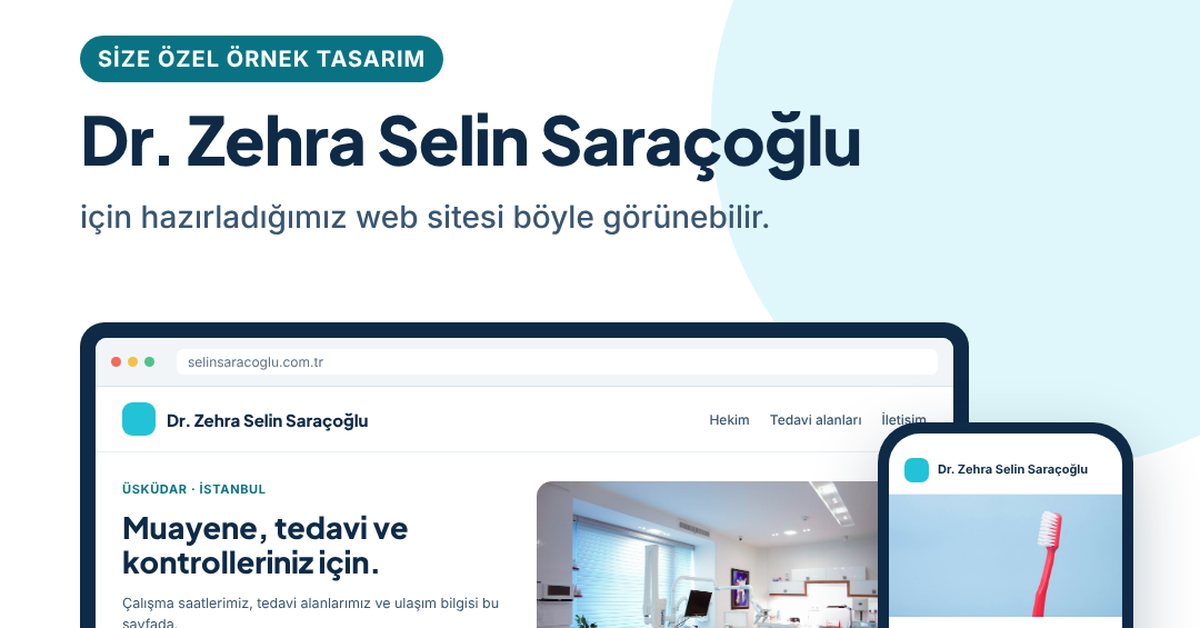 SİZE ÖZEL ÖRNEK TASARIM
Dr. Zehra Selin Saraçoğlu
için hazırladığımız web sitesi böyle görünebilir.
selinsaracoglu.com.tr
Dr. Zehra Selin Saraçoğlu
Hekim Tedavi alanları İletişim
Dr. Zehra Selin Saraçoğlu
ÜSKÜDAR · İSTANBUL
Muayene, tedavi ve
kontrolleriniz için.
Çalışma saatlerimiz, tedavi alanlarımız ve ulaşım bilgisi bu
sayfada.